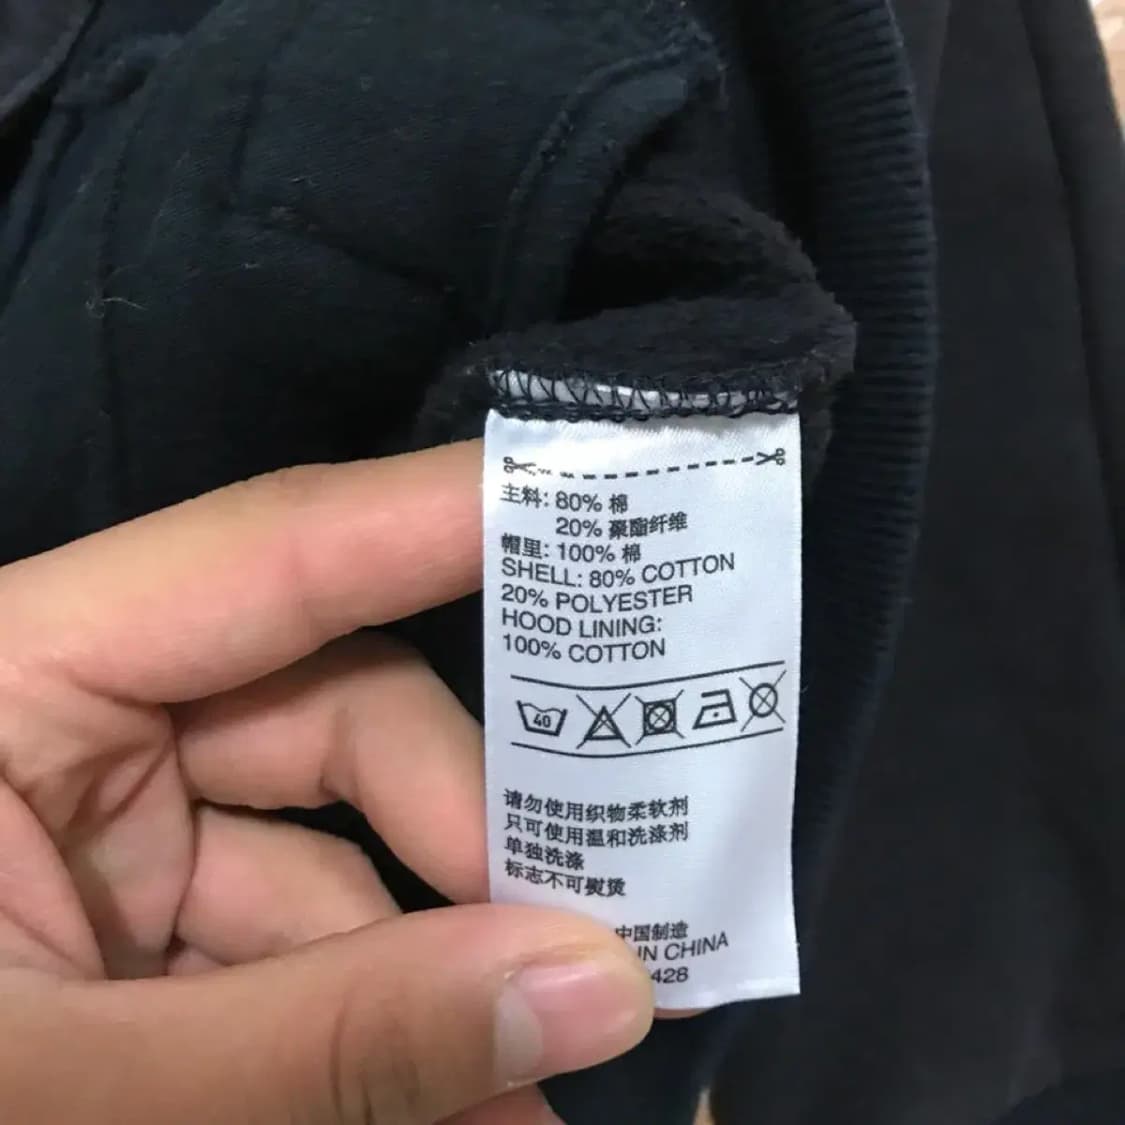 主料: 80% 棉
20% 聚酯纤维
帽里: 100% 棉
SHELL: 80% COTTON
20% POLYESTER
HOOD LINING:
100% COTTON
40
请勿使用织物柔软剂
只可使用温和洗涤剂
单独洗涤
标志不可熨烫
中国制造
IN CHINA
428